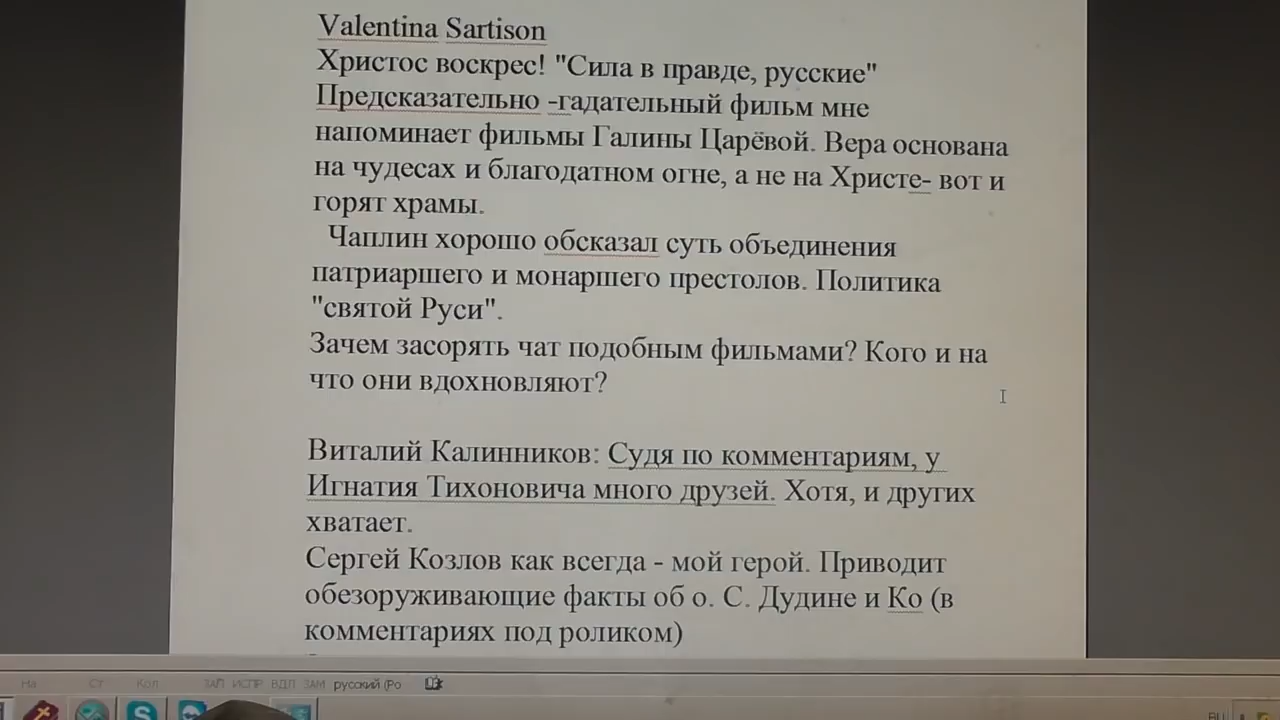 Valentina Sartison
Христос воскрес! "Сила в правде, русские"
Предсказательно -гадательный фильм мне
напоминает фильмы Галины Царёвой. Вера основана
на чудесах и благодатном огне, а не на Христе- вот и
горят храмы.
Чаплин хорошо обсказал суть объединения
патриаршего и монаршего престолов. Политика
"святой Руси".
Зачем засорять чат подобным фильмами? Кого и на
что они вдохновляют?
Виталий Калинников: Судя по комментариям, у
Игнатия Тихоновича много друзей. Хотя, и других
хватает.
Сергей Козлов как всегда - мой герой. Приводит
обезоруживающие факты об о. С. Дудине и Ко (в
комментариях под роликом)
На Ст Кол ЗАП ИСПР ВДЛ ЗАМ русский (Ро
RU